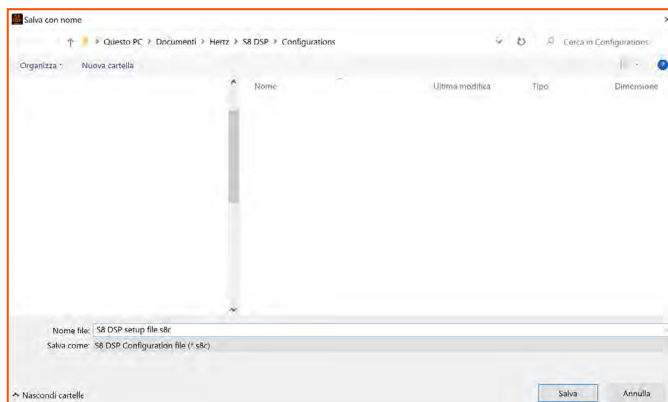 Salva con nome
Questo PC > Documenti > Hertz > S8 DSP > Configurations
Cerca in Configurations
Organizza
Nuova cartella
Nome
Ultima modifica
Tipo
Dimensione
Nome file: S8 DSP setup file.s8c
Salva come: S8 DSP Configuration file (*.s8c)
Nascondi cartelle
Salva
Annulla